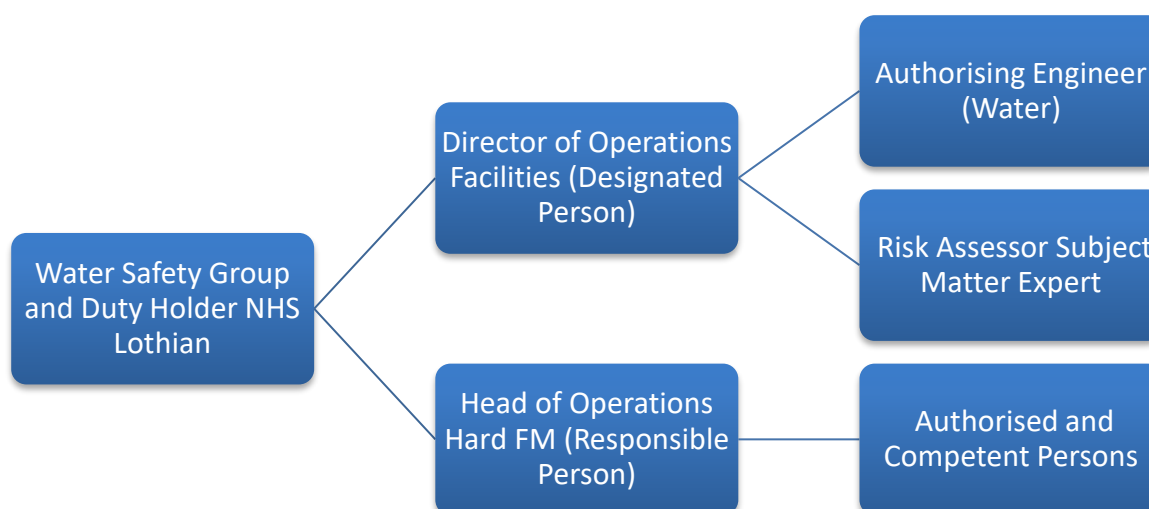 Water Safety Group
and Duty Holder NHS
Lothian
Director of Operations
Facilities (Designated
Person)
Head of Operations
Hard FM (Responsible
Person)
Authorising Engineer
(Water)
Risk Assessor Subject
Matter Expert
Authorised and
Competent Persons